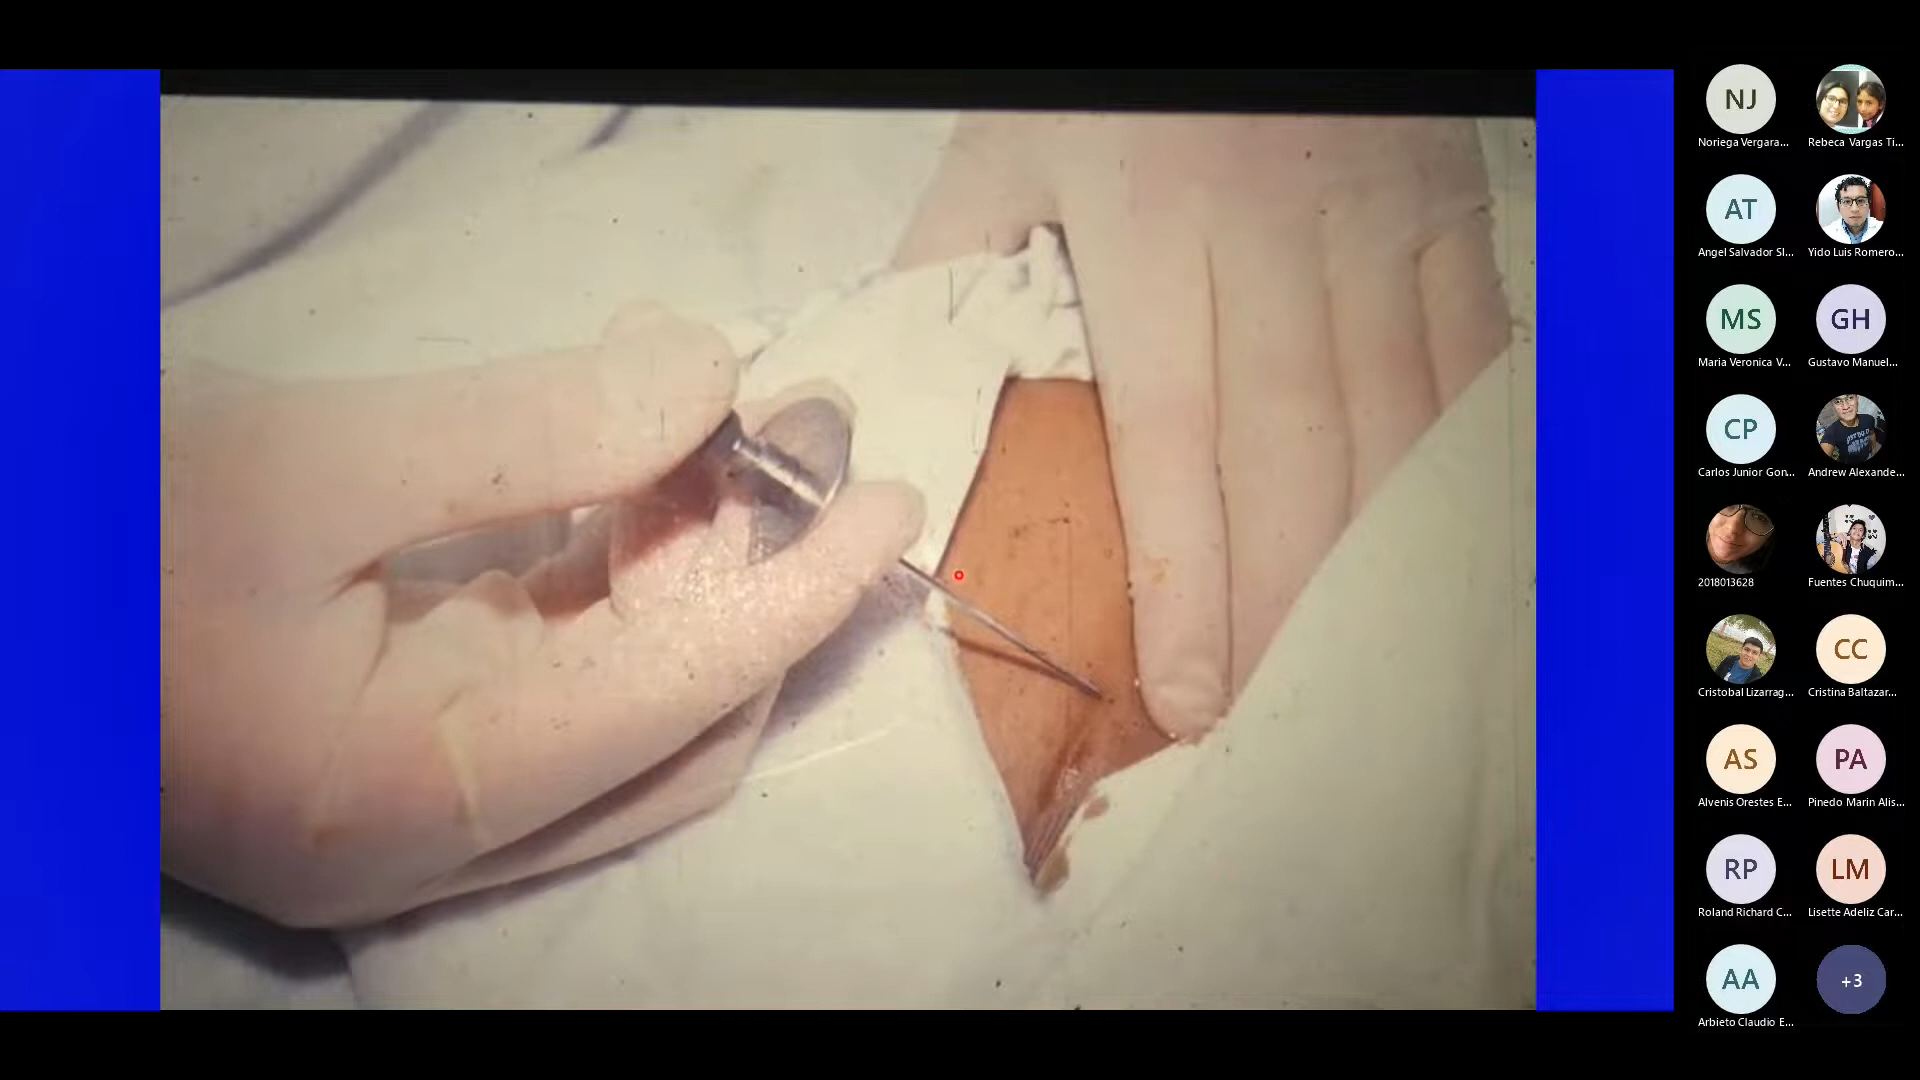 NJ
Noriega Vergara...
Rebeca Vargas Ti...
AT
Angel Salvador Sl...
Yido Luis Romero...
MS
Maria Veronica V...
GH
Gustavo Manuel...
CP
Carlos Junior Gon...
Andrew Alexande...
2018013628
Fuentes Chuquim...
Cristobal Lizarrag...
CC
Cristina Baltazar...
AS
Alvenis Orestes E...
PA
Pinedo Marin Alis...
RP
Roland Richard C...
LM
Lisette Adeliz Car...
AA
Arbieto Claudio E...
+3